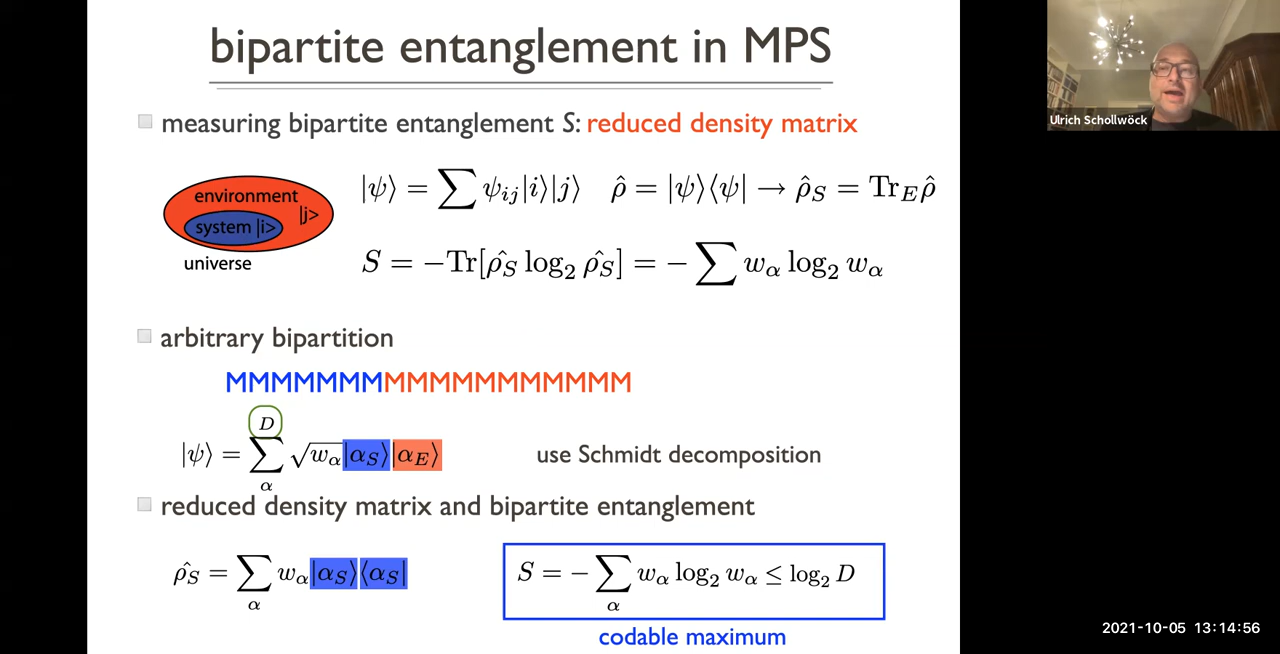 bipartite entanglement in MPS
measuring bipartite entanglement S: reduced density matrix
|ψ⟩ = ∑ ψ_{ij}|i⟩|j⟩   ρ̂ = |ψ⟩⟨ψ| → ρ̂_S = Tr_E ρ̂
environment
|j>
system |i>
universe
S = −Tr[ρ̂_S log₂ ρ̂_S] = −∑ w_α log₂ w_α
arbitrary bipartition
MMMMMMMMMMMMMMMMMM
|ψ⟩ = ∑_α^D √w_α|α_S⟩|α_E⟩   use Schmidt decomposition
reduced density matrix and bipartite entanglement
ρ̂_S = ∑_α w_α|α_S⟩⟨α_S|   S = −∑_α w_α log₂ w_α ≤ log₂ D
codable maximum
Ulrich Schollwöck
2021-10-05 13:14:56